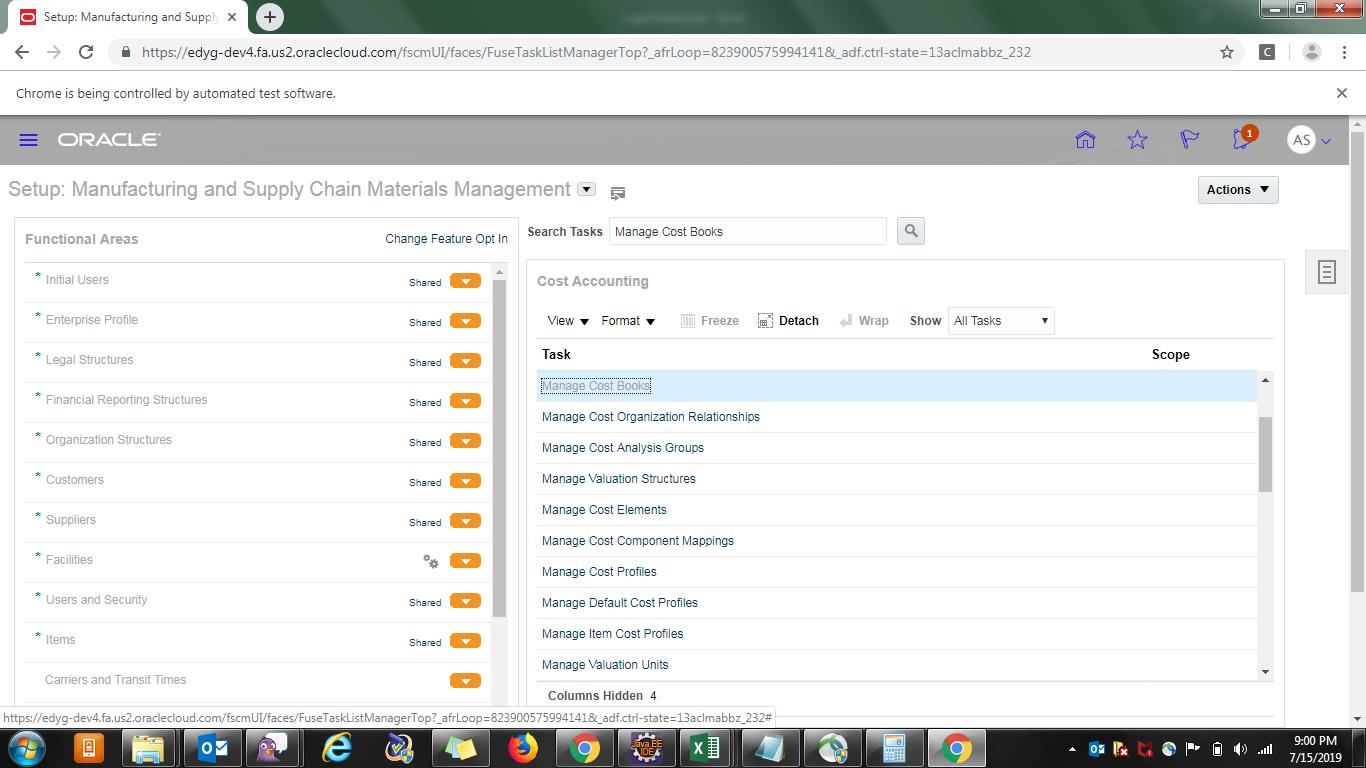 Setup: Manufacturing and Supply
https://edyg-dev4.fa.us2.oraclecloud.com/fscmUI/faces/FuseTaskListManagerTop?_afrLoop=823900575994141&_adf.ctrl-state=13aclmabbz_232
C
Chrome is being controlled by automated test software.
ORACLE
1
AS
Setup: Manufacturing and Supply Chain Materials Management
Actions
Functional Areas
Change Feature Opt In
* Initial Users Shared
* Enterprise Profile Shared
* Legal Structures Shared
* Financial Reporting Structures Shared
* Organization Structures Shared
* Customers Shared
* Suppliers Shared
* Facilities
* Users and Security Shared
* Items Shared
Carriers and Transit Times
Search Tasks Manage Cost Books
Cost Accounting
View Format Freeze Detach Wrap Show All Tasks
Task Scope
Manage Cost Books
Manage Cost Organization Relationships
Manage Cost Analysis Groups
Manage Valuation Structures
Manage Cost Elements
Manage Cost Component Mappings
Manage Cost Profiles
Manage Default Cost Profiles
Manage Item Cost Profiles
Manage Valuation Units
Columns Hidden 4
https://edyg-dev4.fa.us2.oraclecloud.com/fscmUI/faces/FuseTaskListManagerTop?_afrLoop=823900575994141&_adf.ctrl-state=13aclmabbz_232#
Java EE
IDE
9:00 PM
7/15/2019